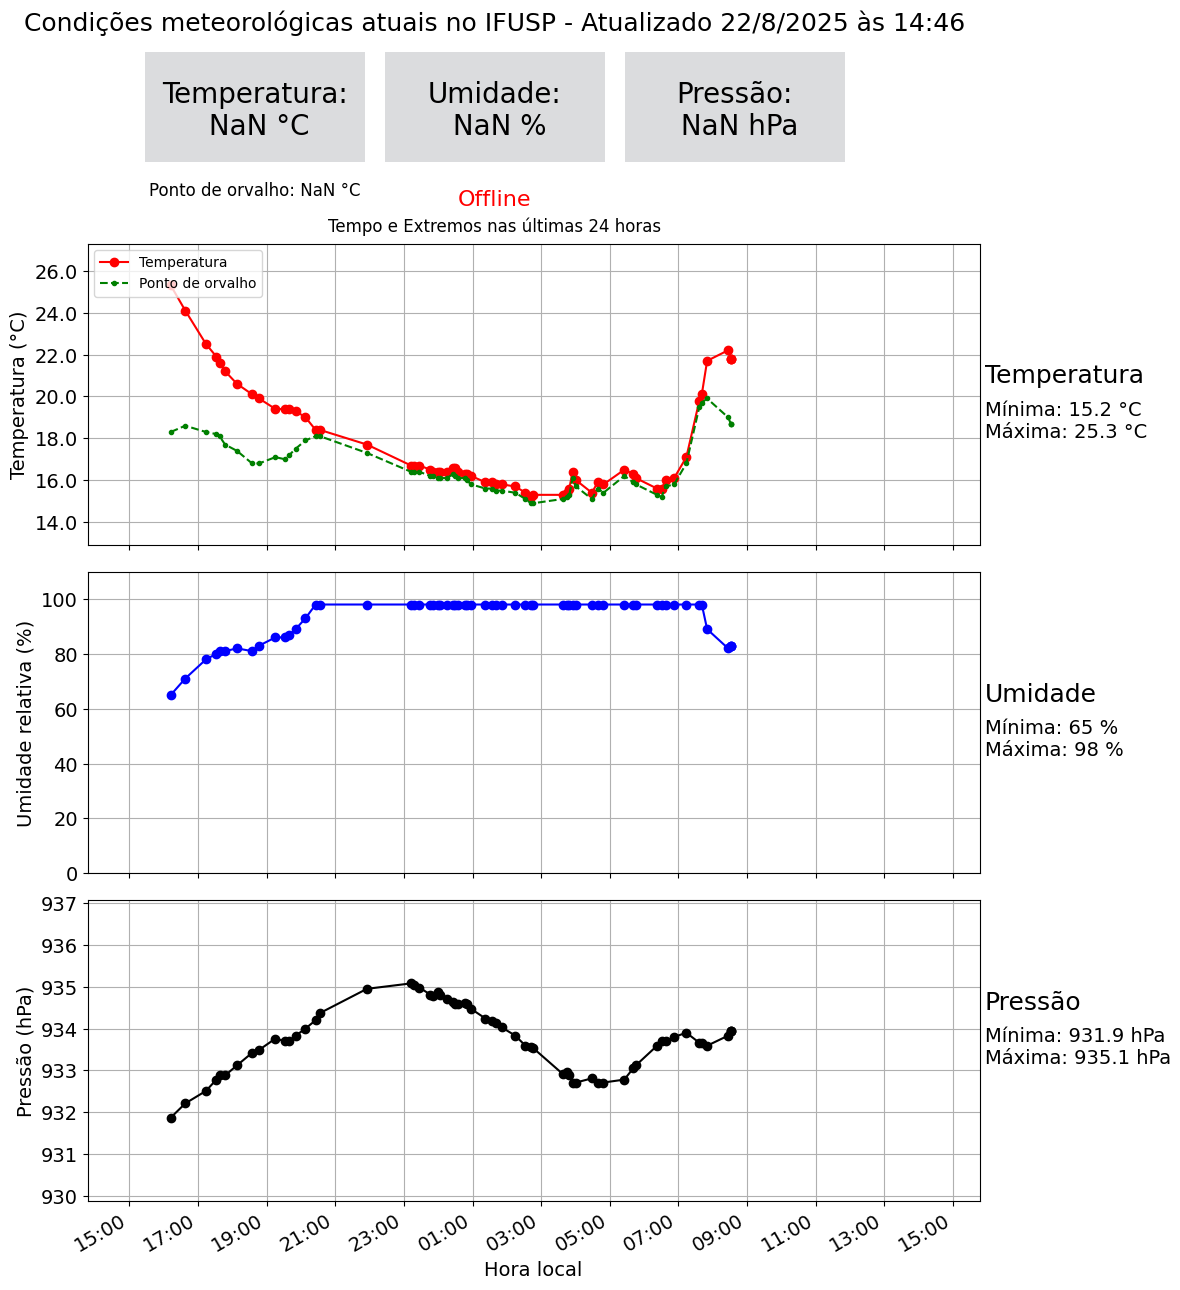 Condições meteorológicas atuais no IFUSP - Atualizado 22/8/2025 às 14:46
Temperatura:
NaN °C
Umidade:
NaN %
Pressão:
NaN hPa
Ponto de orvalho: NaN °C
Offline
Tempo e Extremos nas últimas 24 horas
Temperatura (°C)
26.0
24.0
22.0
20.0
18.0
16.0
14.0
Temperatura
Ponto de orvalho
Temperatura
Mínima: 15.2 °C
Máxima: 25.3 °C
Umidade relativa (%)
100
80
60
40
20
0
Umidade
Mínima: 65 %
Máxima: 98 %
Pressão (hPa)
937
936
935
934
933
932
931
930
Pressão
Mínima: 931.9 hPa
Máxima: 935.1 hPa
15:00
17:00
19:00
21:00
23:00
01:00
03:00
05:00
07:00
09:00
11:00
13:00
15:00
Hora local